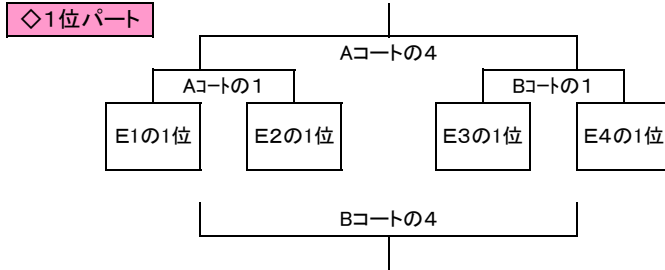 ◇1位パート
Aコートの4
Aコートの1
Bコートの1
E1の1位
E2の1位
E3の1位
E4の1位
Bコートの4